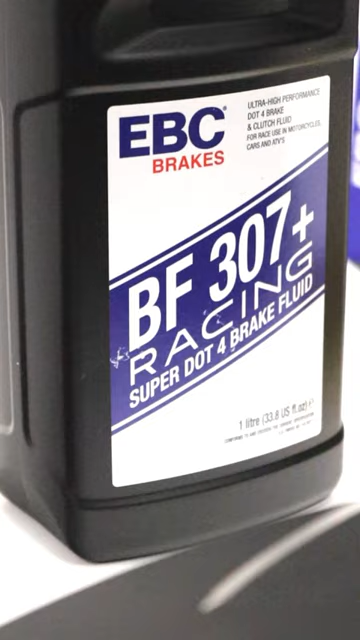 EBC®
BRAKES
ULTRA-HIGH PERFORMANCE
DOT 4 BRAKE
& CLUTCH FLUID
FOR RACE USE IN MOTORCYCLES,
CARS AND ATV'S
BF 307+
RACING
SUPER DOT 4 BRAKE FLUID
1 litre (33.8 US fl.oz) e